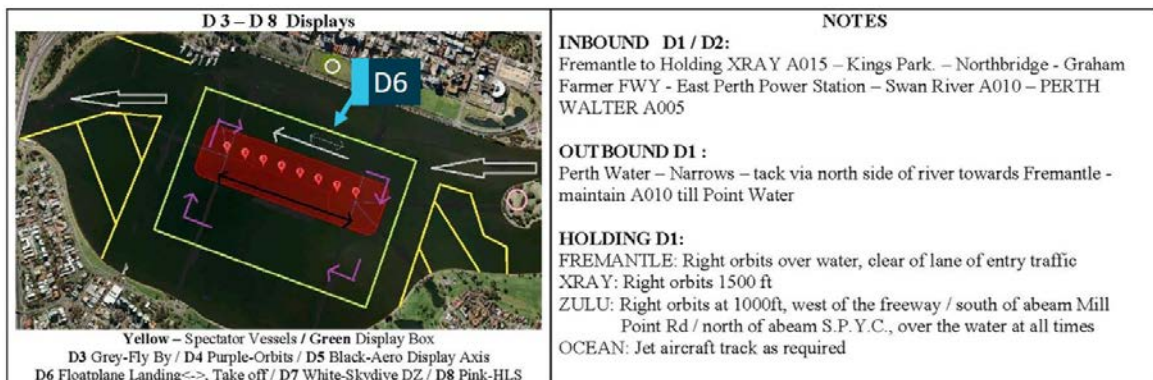 D 3 – D 8 Displays
D6
Yellow – Spectator Vessels / Green Display Box
D3 Grey-Fly By / D4 Purple-Orbits / D5 Black-Aero Display Axis
D6 Floatplane Landing<->, Take off / D7 White-Skydive DZ / D8 Pink-HLS
NOTES
INBOUND D1 / D2:
Fremantle to Holding XRAY A015 – Kings Park. – Northbridge - Graham
Farmer FWY - East Perth Power Station – Swan River A010 – PERTH
WALTER A005
OUTBOUND D1 :
Perth Water – Narrows – tack via north side of river towards Fremantle -
maintain A010 till Point Water
HOLDING D1:
FREMANTLE: Right orbits over water, clear of lane of entry traffic
XRAY: Right orbits 1500 ft
ZULU: Right orbits at 1000ft, west of the freeway / south of abeam Mill
Point Rd / north of abeam S.P.Y.C., over the water at all times
OCEAN: Jet aircraft track as required